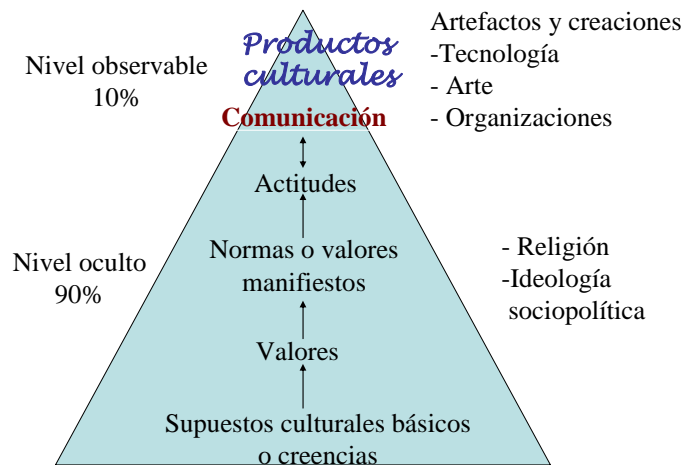 Productos
culturales
Comunicación
Nivel observable
10%
Artefactos y creaciones
-Tecnología
- Arte
- Organizaciones
Actitudes
Normas o valores
manifiestos
Nivel oculto
90%
- Religión
-Ideología
sociopolítica
Valores
Supuestos culturales básicos
o creencias